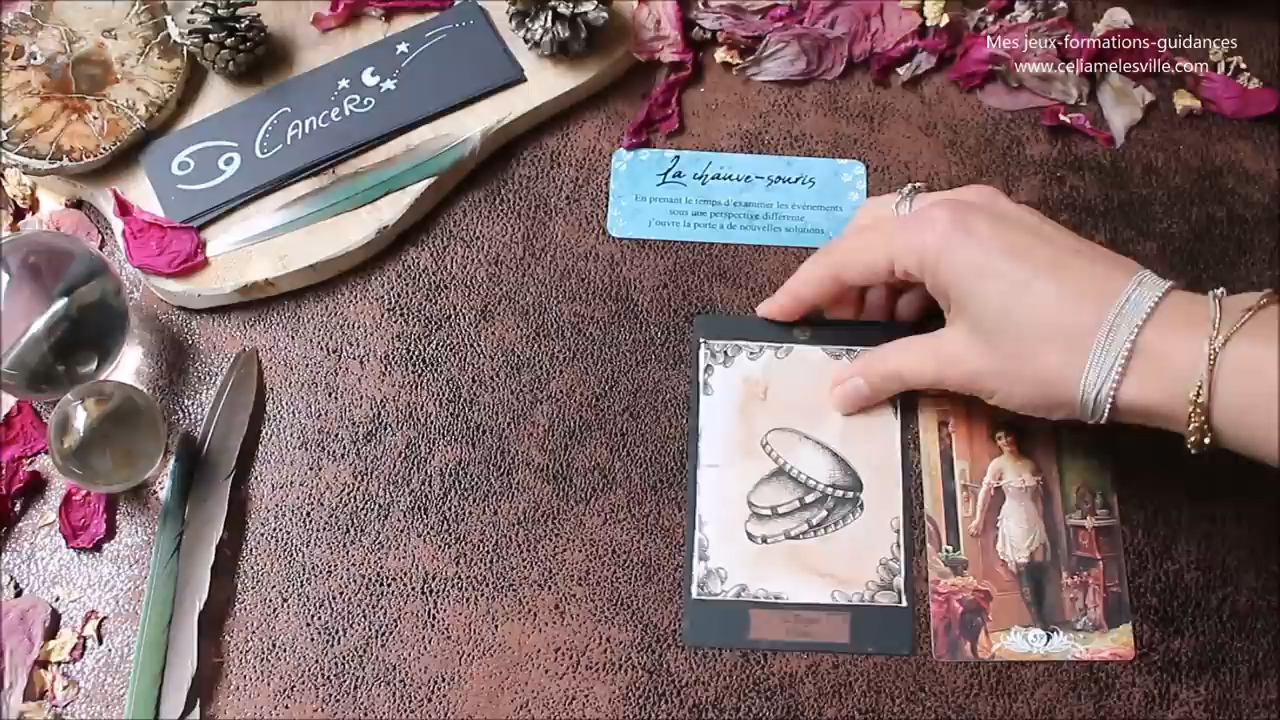 Mes jeux-formations-guidances
www.celiamelesville.com
♋ Cancer
La chauve-souris
En prenant le temps d'examiner les événements
sous une perspective différente,
j'ouvre la porte à de nouvelles solutions.